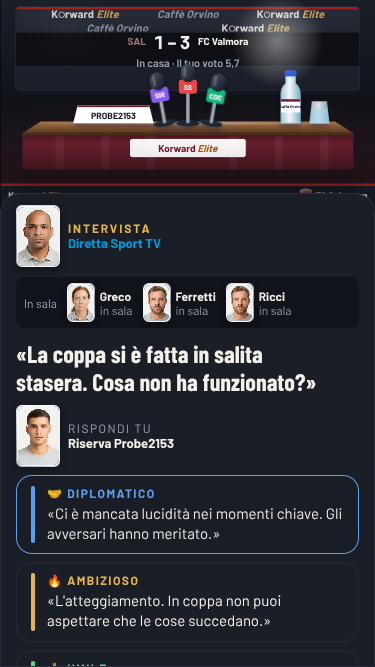 Korward Elite Caffè Orvino Korward Elite
Caffè Orvino Korward Elite
SAL 1 – 3 FC Valmora
In casa · Il tuo voto 5,7
SIR SS CDC
PROBE2153
Caffè Orvino
Korward Elite
INTERVISTA
Diretta Sport TV
In sala
Greco
in sala
Ferretti
in sala
Ricci
in sala
«La coppa si è fatta in salita
stasera. Cosa non ha funzionato?»
RISPONDI TU
Riserva Probe2153
DIPLOMATICO
«Ci è mancata lucidità nei momenti chiave. Gli
avversari hanno meritato.»
AMBIZIOSO
«L'atteggiamento. In coppa non puoi
aspettare che le cose succedano.»